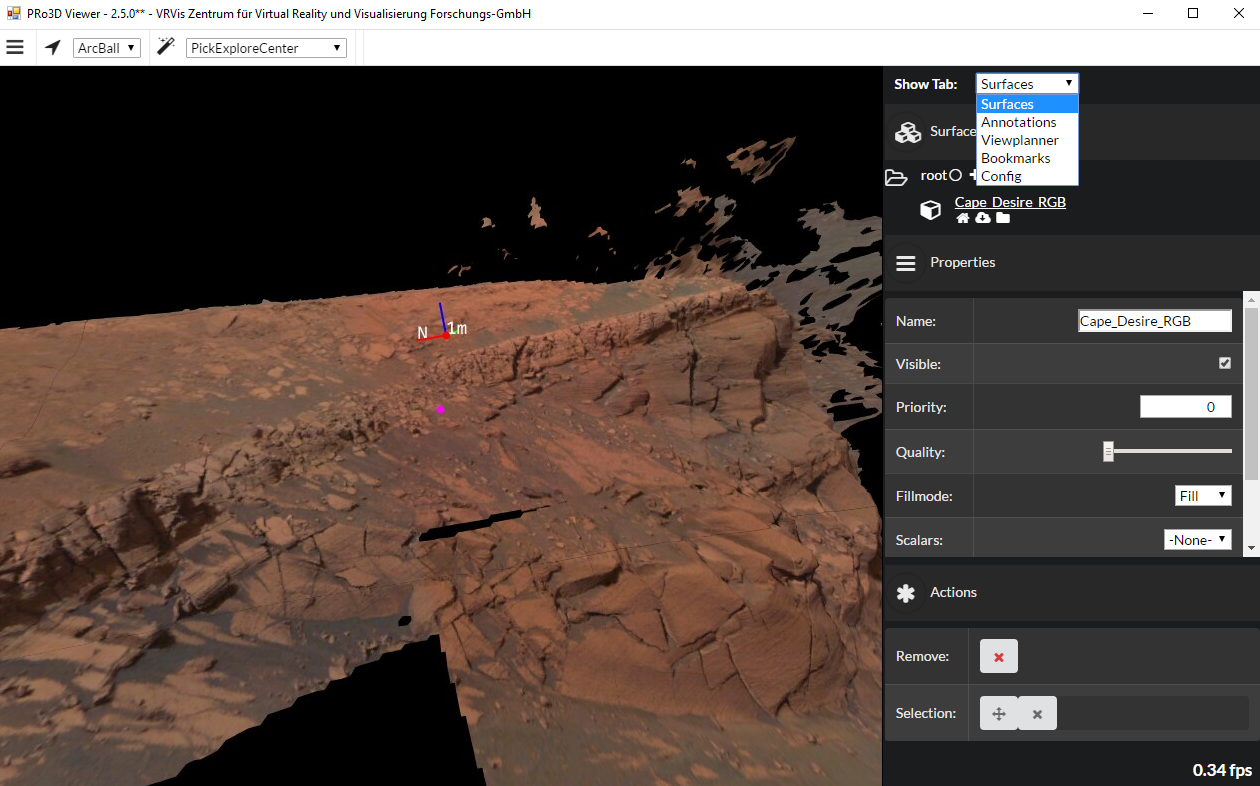 PRo3D Viewer - 2.5.0** - VRVis Zentrum für Virtual Reality und Visualisierung Forschungs-GmbH
ArcBall
PickExploreCenter
Show Tab:
Surfaces
Surfaces
Annotations
Viewplanner
Bookmarks
Config
Surface
root
Cape_Desire_RGB
Properties
Name:
Cape_Desire_RGB
Visible:
Priority:
0
Quality:
Fillmode:
Fill
Scalars:
-None-
Actions
Remove:
Selection:
0.34 fps
N
1m